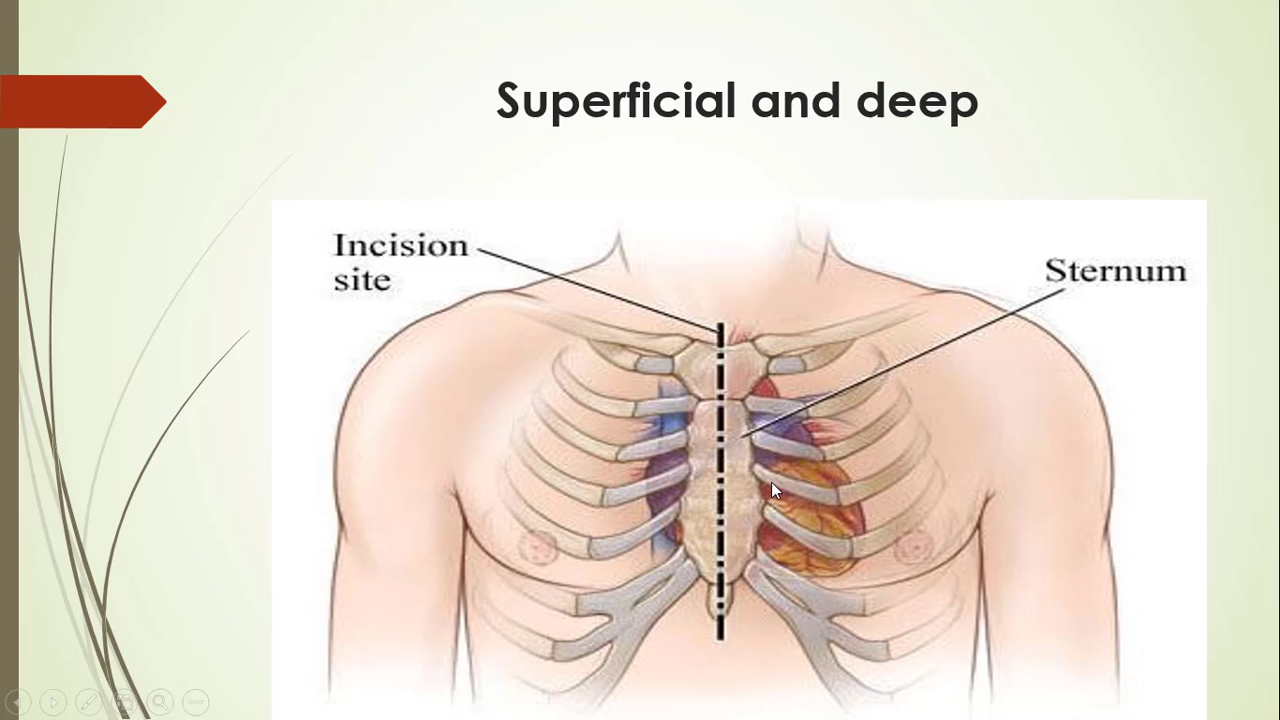 Superficial and deep
Incision
site
Sternum